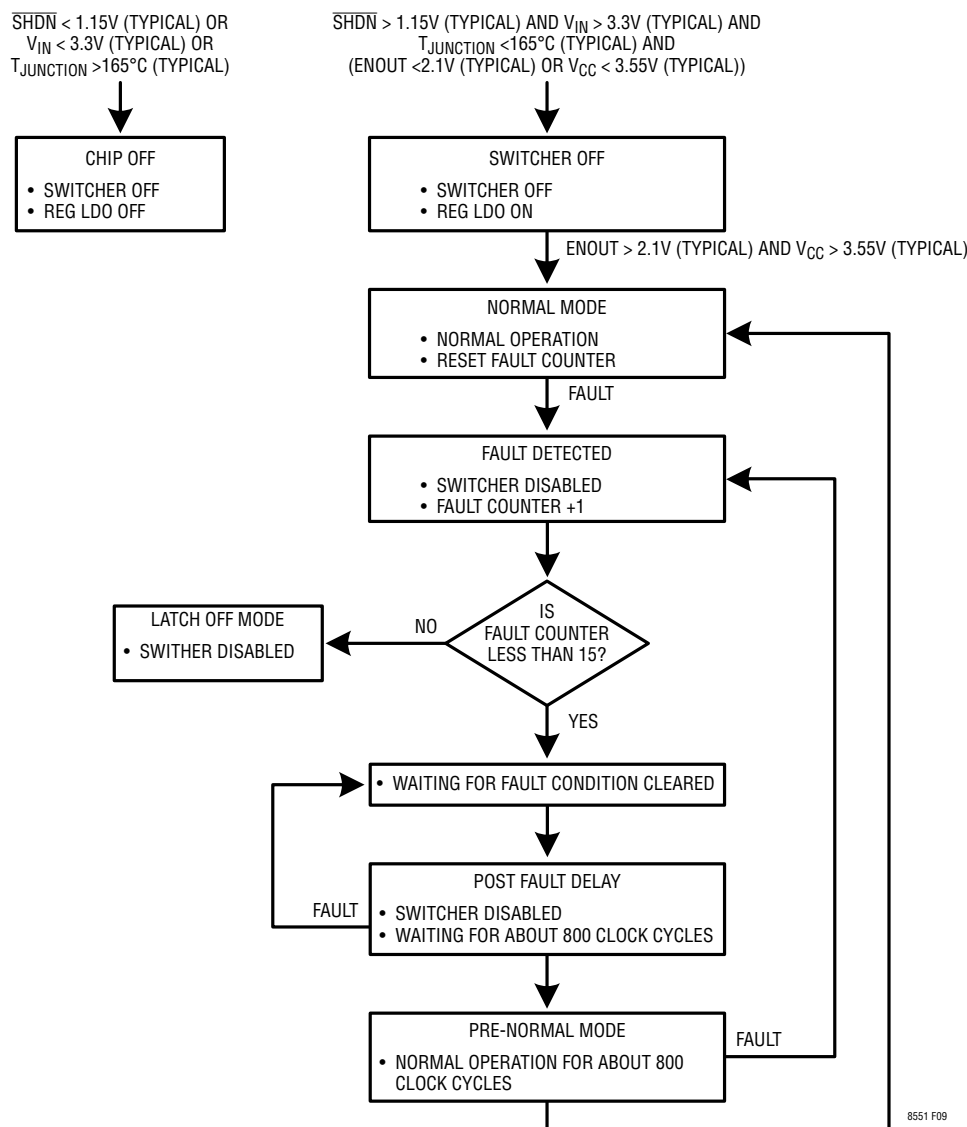 SHDN < 1.15V (TYPICAL) OR
VIN < 3.3V (TYPICAL) OR
TJUNCTION >165°C (TYPICAL)
SHDN > 1.15V (TYPICAL) AND VIN > 3.3V (TYPICAL) AND
TJUNCTION <165°C (TYPICAL) AND
(ENOUT <2.1V (TYPICAL) OR VCC < 3.55V (TYPICAL))
CHIP OFF
• SWITCHER OFF
• REG LDO OFF
SWITCHER OFF
• SWITCHER OFF
• REG LDO ON
ENOUT > 2.1V (TYPICAL) AND VCC > 3.55V (TYPICAL)
NORMAL MODE
• NORMAL OPERATION
• RESET FAULT COUNTER
FAULT
FAULT DETECTED
• SWITCHER DISABLED
• FAULT COUNTER +1
IS
FAULT COUNTER
LESS THAN 15?
NO
LATCH OFF MODE
• SWITHER DISABLED
YES
• WAITING FOR FAULT CONDITION CLEARED
POST FAULT DELAY
• SWITCHER DISABLED
• WAITING FOR ABOUT 800 CLOCK CYCLES
FAULT
PRE-NORMAL MODE
• NORMAL OPERATION FOR ABOUT 800
CLOCK CYCLES
FAULT
8551 F09